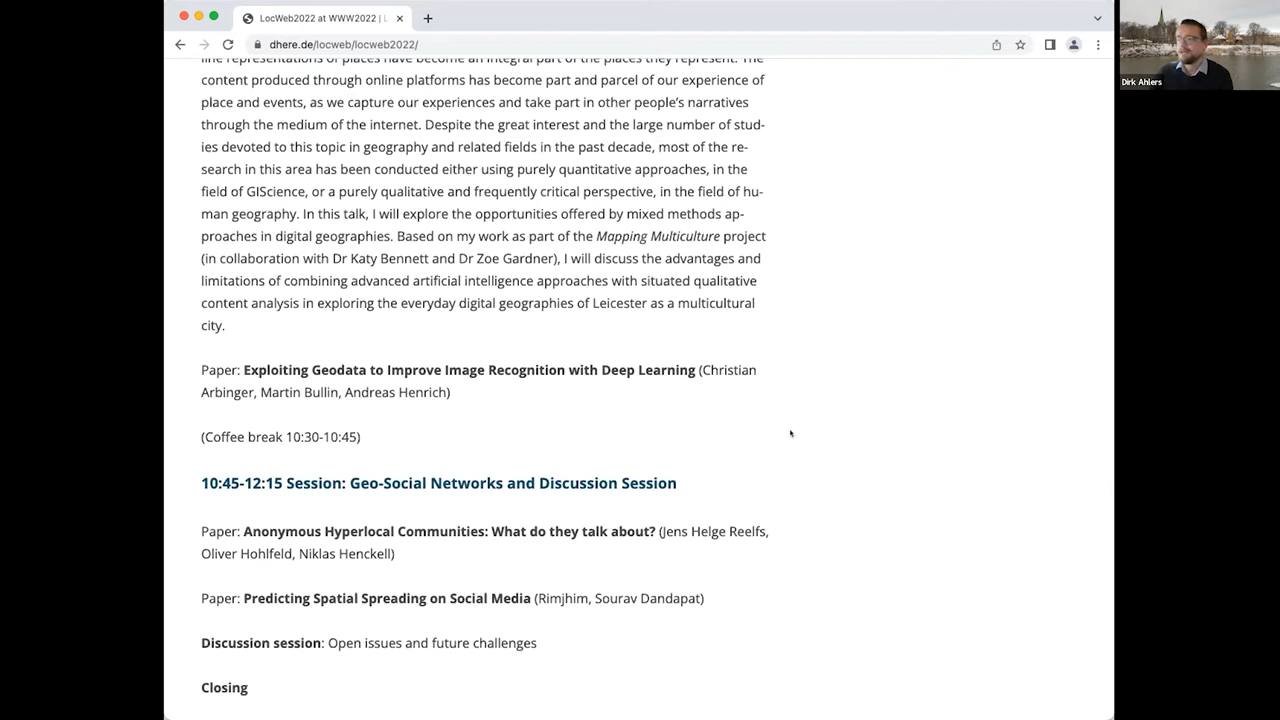 LocWeb2022 at WWW2022 | L
dhere.de/locweb/locweb2022/
line representations of places have become an integral part of the places they represent. The
content produced through online platforms has become part and parcel of our experience of
place and events, as we capture our experiences and take part in other people’s narratives
through the medium of the internet. Despite the great interest and the large number of stud-
ies devoted to this topic in geography and related fields in the past decade, most of the re-
search in this area has been conducted either using purely quantitative approaches, in the
field of GIScience, or a purely qualitative and frequently critical perspective, in the field of hu-
man geography. In this talk, I will explore the opportunities offered by mixed methods ap-
proaches in digital geographies. Based on my work as part of the Mapping Multiculture project
(in collaboration with Dr Katy Bennett and Dr Zoe Gardner), I will discuss the advantages and
limitations of combining advanced artificial intelligence approaches with situated qualitative
content analysis in exploring the everyday digital geographies of Leicester as a multicultural
city.
Paper: Exploiting Geodata to Improve Image Recognition with Deep Learning (Christian
Arbinger, Martin Bullin, Andreas Henrich)
(Coffee break 10:30-10:45)
10:45-12:15 Session: Geo-Social Networks and Discussion Session
Paper: Anonymous Hyperlocal Communities: What do they talk about? (Jens Helge Reelfs,
Oliver Hohlfeld, Niklas Henckell)
Paper: Predicting Spatial Spreading on Social Media (Rimjhim, Sourav Dandapat)
Discussion session: Open issues and future challenges
Closing
Dirk Ahlers